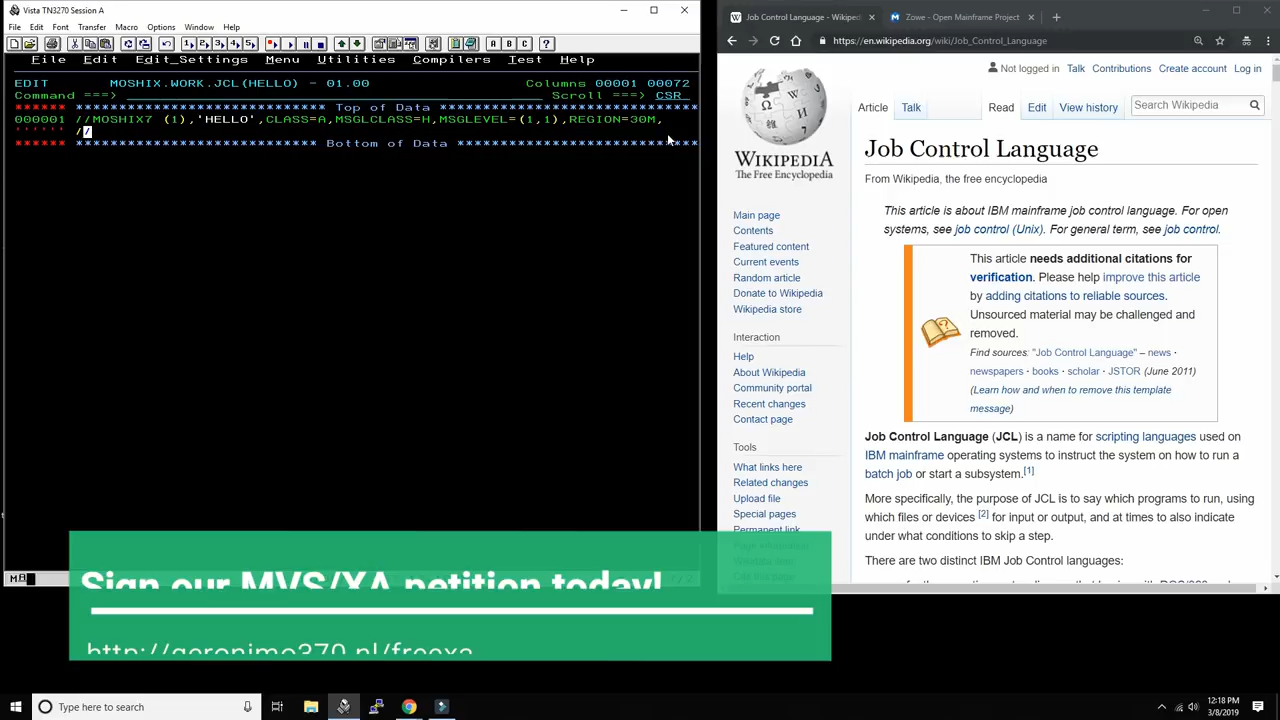 Vista TN3270 Session A
File Edit Font Transfer Macro Options Window Help
A B C ?
File Edit Edit_Settings Menu Utilities Compilers Test Help
EDIT MOSHIX.WORK.JCL(HELLO) - 01.00 Columns 00001 00072
Command ===> Scroll ===> CSR
****** *************************** Top of Data ***************************
000001 //MOSHIX7 (1),'HELLO',CLASS=A,MSGLCLASS=H,MSGLEVEL=(1,1),REGION=30M,
'''''' //
****** ************************** Bottom of Data **************************
Sign our MVS/XA petition today!
http://geronimo370.nl/freexa
Job Control Language - Wikiped
Zowe - Open Mainframe Project
https://en.wikipedia.org/wiki/Job_Control_Language
Not logged in Talk Contributions Create account Log in
Article Talk Read Edit View history Search Wikipedia
WIKIPEDIA
The Free Encyclopedia
Main page
Contents
Featured content
Current events
Random article
Donate to Wikipedia
Wikipedia store
Interaction
Help
About Wikipedia
Community portal
Recent changes
Contact page
Tools
What links here
Related changes
Upload file
Special pages
Permanent link
Job Control Language
From Wikipedia, the free encyclopedia
This article is about IBM mainframe job control language. For open
systems, see job control (Unix). For general term, see job control.
This article needs additional citations for
verification. Please help improve this article
by adding citations to reliable sources.
Unsourced material may be challenged and
removed.
Find sources: "Job Control Language" – news ·
newspapers · books · scholar · JSTOR (June 2011)
(Learn how and when to remove this template
message)
Job Control Language (JCL) is a name for scripting languages used on
IBM mainframe operating systems to instruct the system on how to run a
batch job or start a subsystem.[1]
More specifically, the purpose of JCL is to say which programs to run, using
which files or devices [2] for input or output, and at times to also indicate
under what conditions to skip a step.
There are two distinct IBM Job Control languages:
Type here to search
12:18 PM
3/8/2019